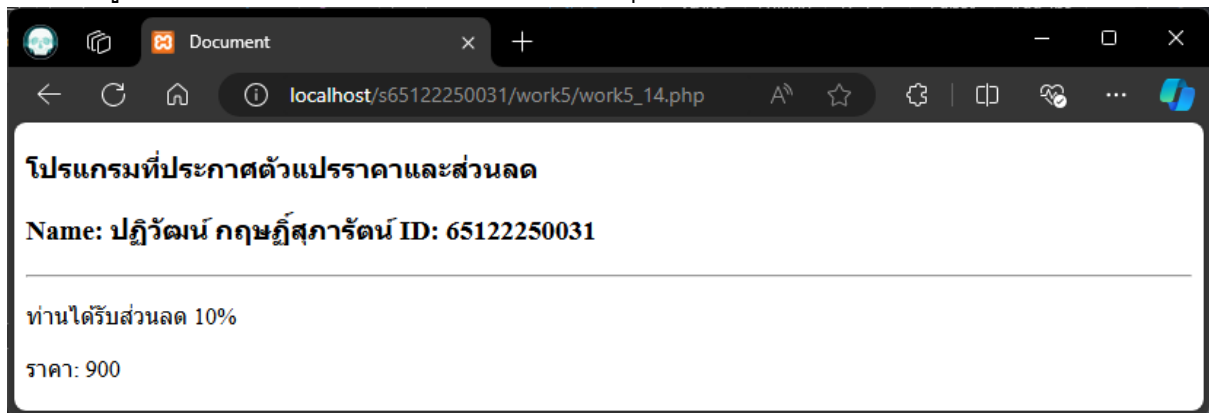 Document
localhost/s65122250031/work5/work5_14.php
โปรแกรมที่ประกาศตัวแปรราคาและส่วนลด
Name: ปฏิวัฒน์ กฤษฏิ์สุภารัตน์ ID: 65122250031
ท่านได้รับส่วนลด 10%
ราคา: 900